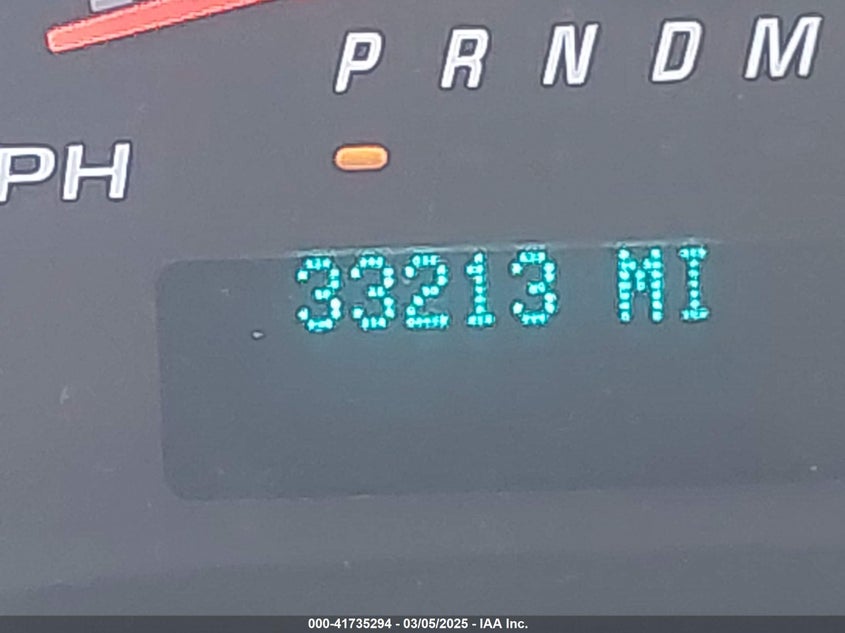 P R N D M
PH
33213 MI
000-41735294 - 03/05/2025 - IAA Inc.